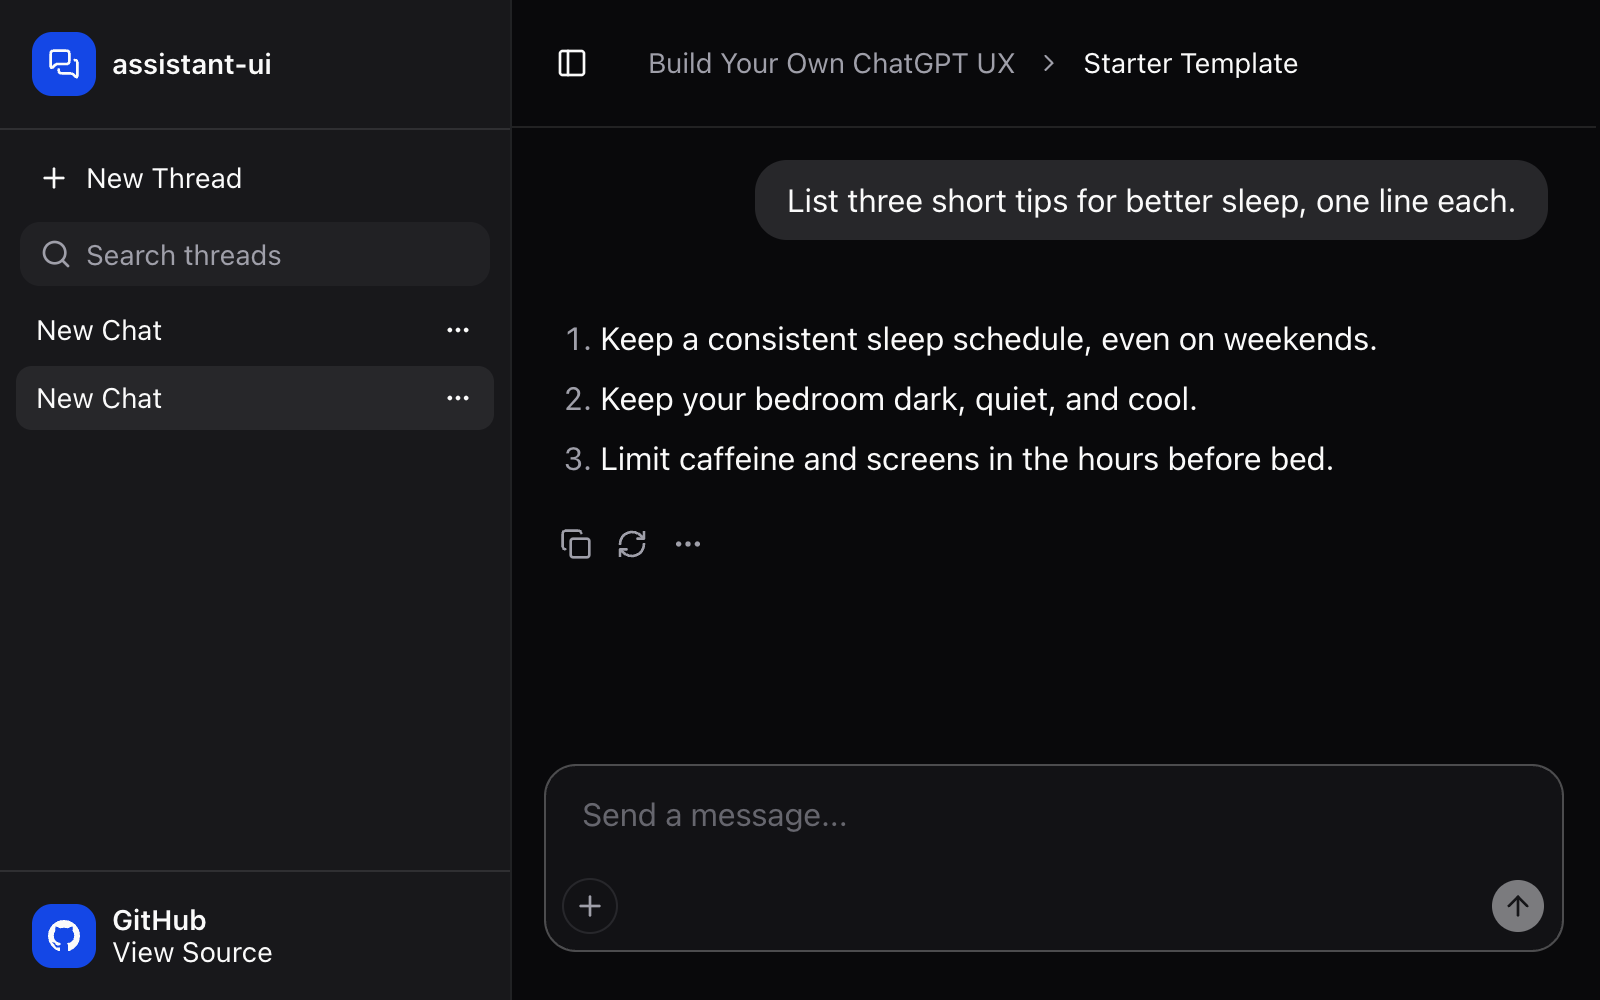 assistant-ui
New Thread
Search threads
New Chat
New Chat
GitHub
View Source
Build Your Own ChatGPT UX > Starter Template
List three short tips for better sleep, one line each.
1. Keep a consistent sleep schedule, even on weekends.
2. Keep your bedroom dark, quiet, and cool.
3. Limit caffeine and screens in the hours before bed.
Send a message...